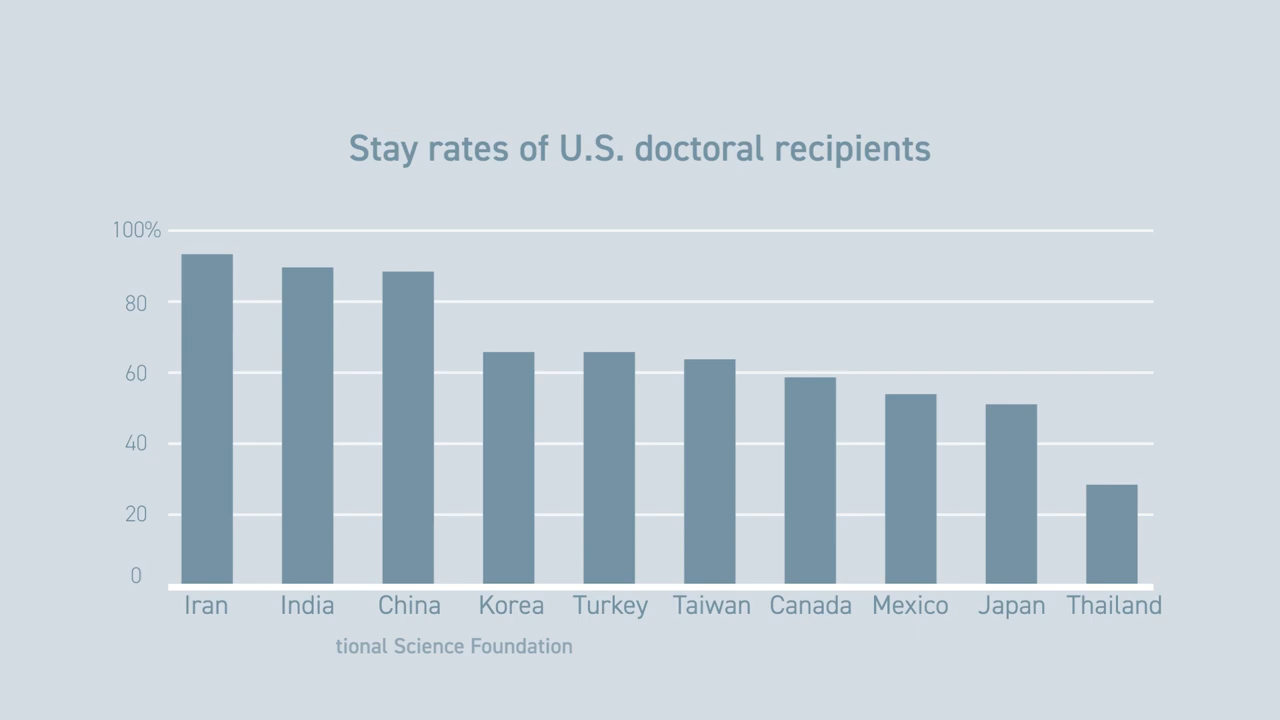 Stay rates of U.S. doctoral recipients
100%
80
60
40
20
0
Iran India China Korea Turkey Taiwan Canada Mexico Japan Thailand
tional Science Foundation